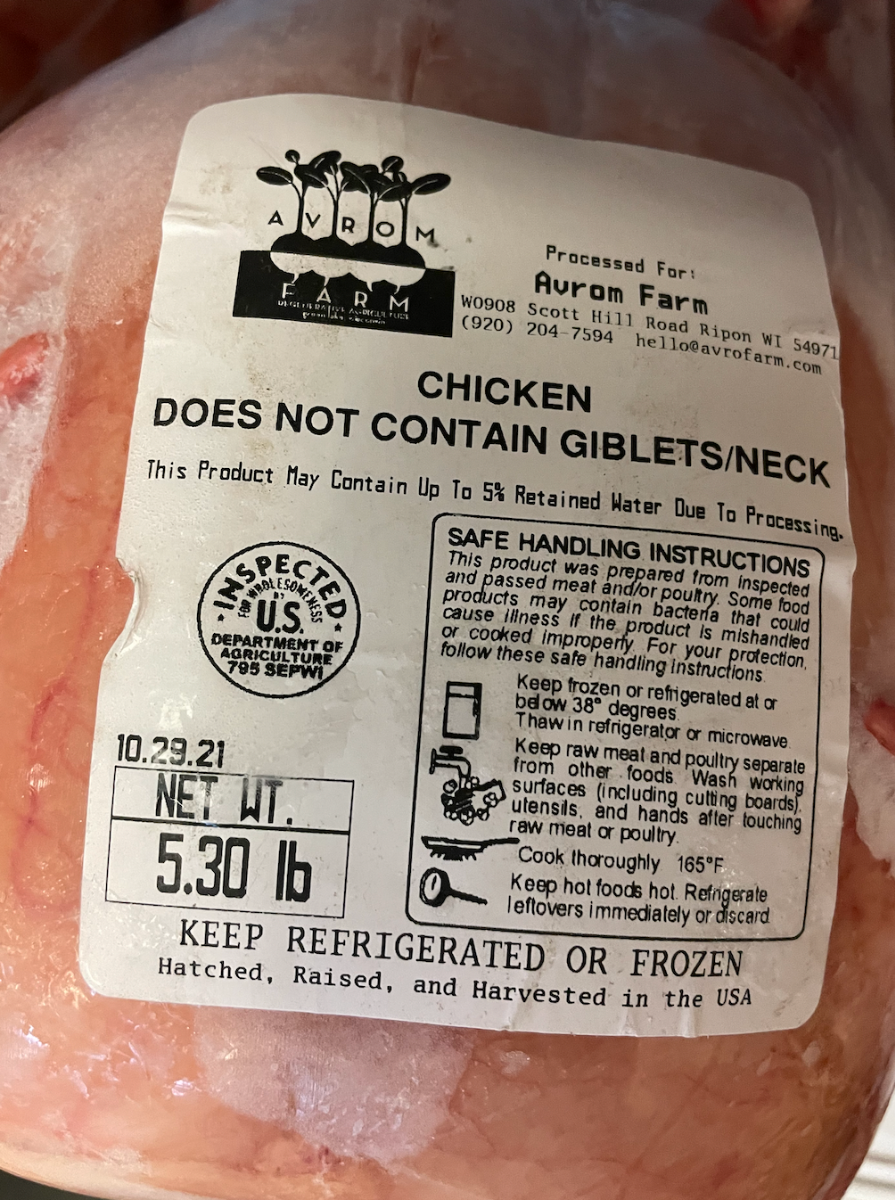 AVROM
FARM
REGENERATIVE AGRICULTURE
Processed For:
Avrom Farm
W0908 Scott Hill Road Ripon WI 54971
(920) 204-7594 hello@avrofarm.com
CHICKEN
DOES NOT CONTAIN GIBLETS/NECK
This Product May Contain Up To 5% Retained Water Due To Processing.
INSPECTED
FOR WHOLESOMENESS
BY
U.S.
DEPARTMENT OF
AGRICULTURE
795 SEPWI
SAFE HANDLING INSTRUCTIONS
This product was prepared from inspected
and passed meat and/or poultry. Some food
products may contain bacteria that could
cause illness if the product is mishandled
or cooked improperly. For your protection,
follow these safe handling instructions.
Keep frozen or refrigerated at or
below 38° degrees.
Thaw in refrigerator or microwave.
Keep raw meat and poultry separate
from other foods. Wash working
surfaces (including cutting boards),
utensils, and hands after touching
raw meat or poultry.
Cook thoroughly 165°F.
Keep hot foods hot. Refrigerate
leftovers immediately or discard.
10.29.21
NET WT.
5.30 lb
KEEP REFRIGERATED OR FROZEN
Hatched, Raised, and Harvested in the USA